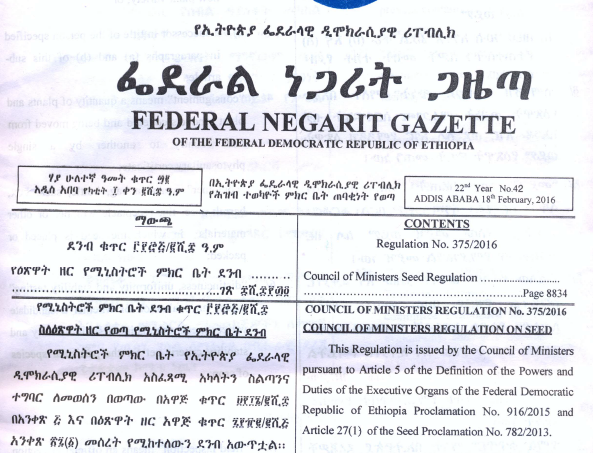 የኢትዮጵያ ፌደራላዊ ዲሞክራሲያዊ ሪፐብሊክ
ፌደራል ነጋሪት ጋዜጣ
FEDERAL NEGARIT GAZETTE
OF THE FEDERAL DEMOCRATIC REPUBLIC OF ETHIOPIA
ሃያ ሁለተኛ ዓመት ቁጥር ፵፪
አዲስ አበባ የካቲት ፲ ቀን ፪ሺ፰ ዓ.ም
በኢትዮጵያ ፌደራላዊ ዲሞክራሲያዊ ሪፐብሊክ
የሕዝብ ተወካዮች ምክር ቤት ጠባቂነት የወጣ
22nd Year No.42
ADDIS ABABA 18th February, 2016
ማውጫ
ደንብ ቁጥር ፫፻፸፭/፪ሺ፰ ዓ.ም
የዕጽዋት ዘር የሚኒስትሮች ምክር ቤት ደንብ ........ ..
..................................................ገጽ ፰ሺ፰፻፴፬
የሚኒስትሮች ምክር ቤት ደንብ ቁጥር ፫፻፸፭/፪ሺ፰
ስለዕጽዋት ዘር የወጣ የሚኒስትሮች ምክር ቤት ደንብ
የሚኒስትሮች ምክር ቤት የኢትዮጵያ ፌደራላዊ
ዲሞክራሲያዊ ሪፐብሊክ አስፈጻሚ አካላትን ስልጣንና
ተግባር ለመወሰን በወጣው በአዋጅ ቁጥር ፱፻፲፮/፪ሺ፰
በአንቀጽ ፭ እና በዕጽዋት ዘር አዋጅ ቁጥር ፯፻፹፪/፪ሺ፭
አንቀጽ ፳፯(፩) መሰረት የሚከተለውን ደንብ አውጥቷል፡፡
CONTENTS
Regulation No. 375/2016
Council of Ministers Seed Regulation ..........................
..........................................................................Page 8834
COUNCIL OF MINISTERS REGULATION No. 375/2016
COUNCIL OF MINISTERS REGULATION ON SEED
This Regulation is issued by the Council of Ministers
pursuant to Article 5 of the Definition of the Powers and
Duties of the Executive Organs of the Federal Democratic
Republic of Ethiopia Proclamation No. 916/2015 and
Article 27(1) of the Seed Proclamation No. 782/2013.